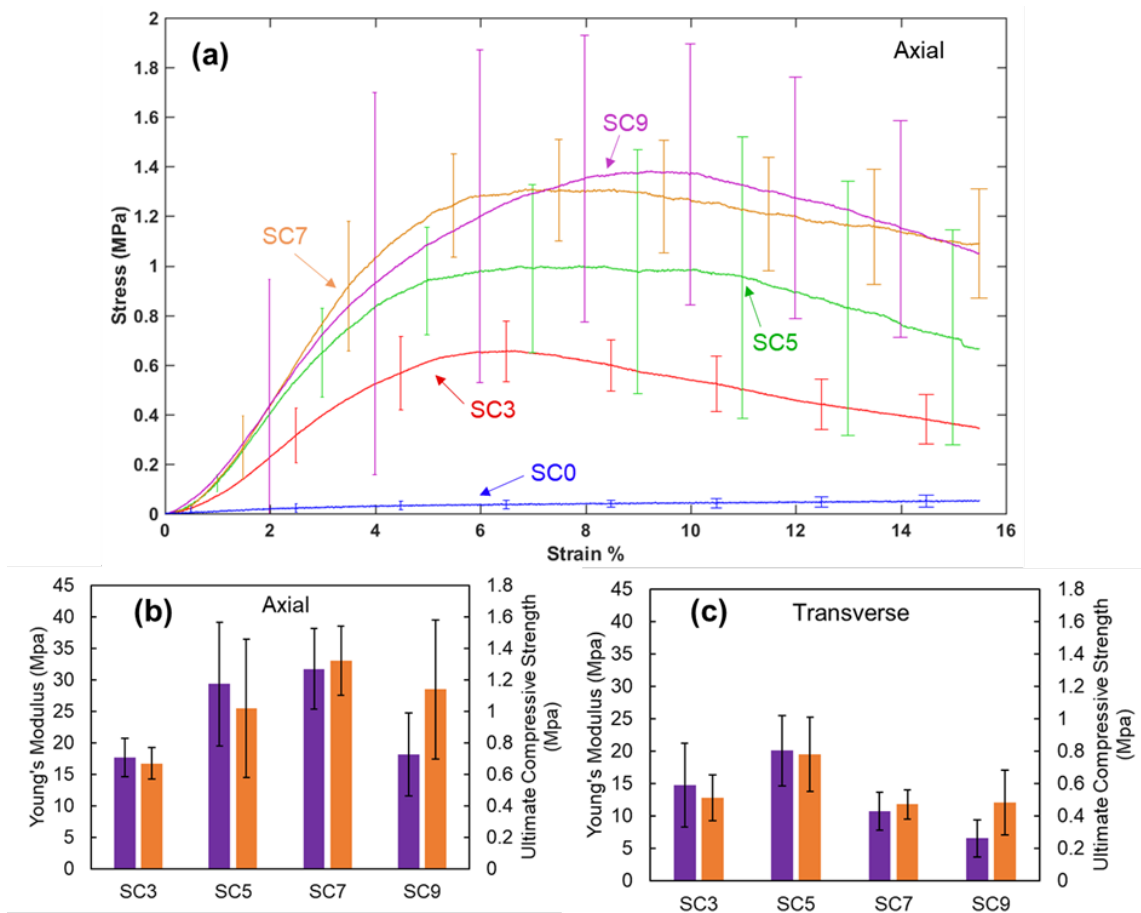 (a)
Axial
2
1.8
1.6
1.4
1.2
1
0.8
0.6
0.4
0.2
0
Stress (MPa)
SC9
SC7
SC5
SC3
SC0
0 2 4 6 8 10 12 14 16
Strain %
(b)
Axial
45
40
35
30
25
20
15
10
5
0
Young's Modulus (Mpa)
1.8
1.6
1.4
1.2
1
0.8
0.6
0.4
0.2
0
Ultimate Compressive Strength
(Mpa)
SC3 SC5 SC7 SC9
(c)
Transverse
45
40
35
30
25
20
15
10
5
0
Young's Modulus (Mpa)
1.8
1.6
1.4
1.2
1
0.8
0.6
0.4
0.2
0
Ultimate Compressive Strength
(Mpa)
SC3 SC5 SC7 SC9